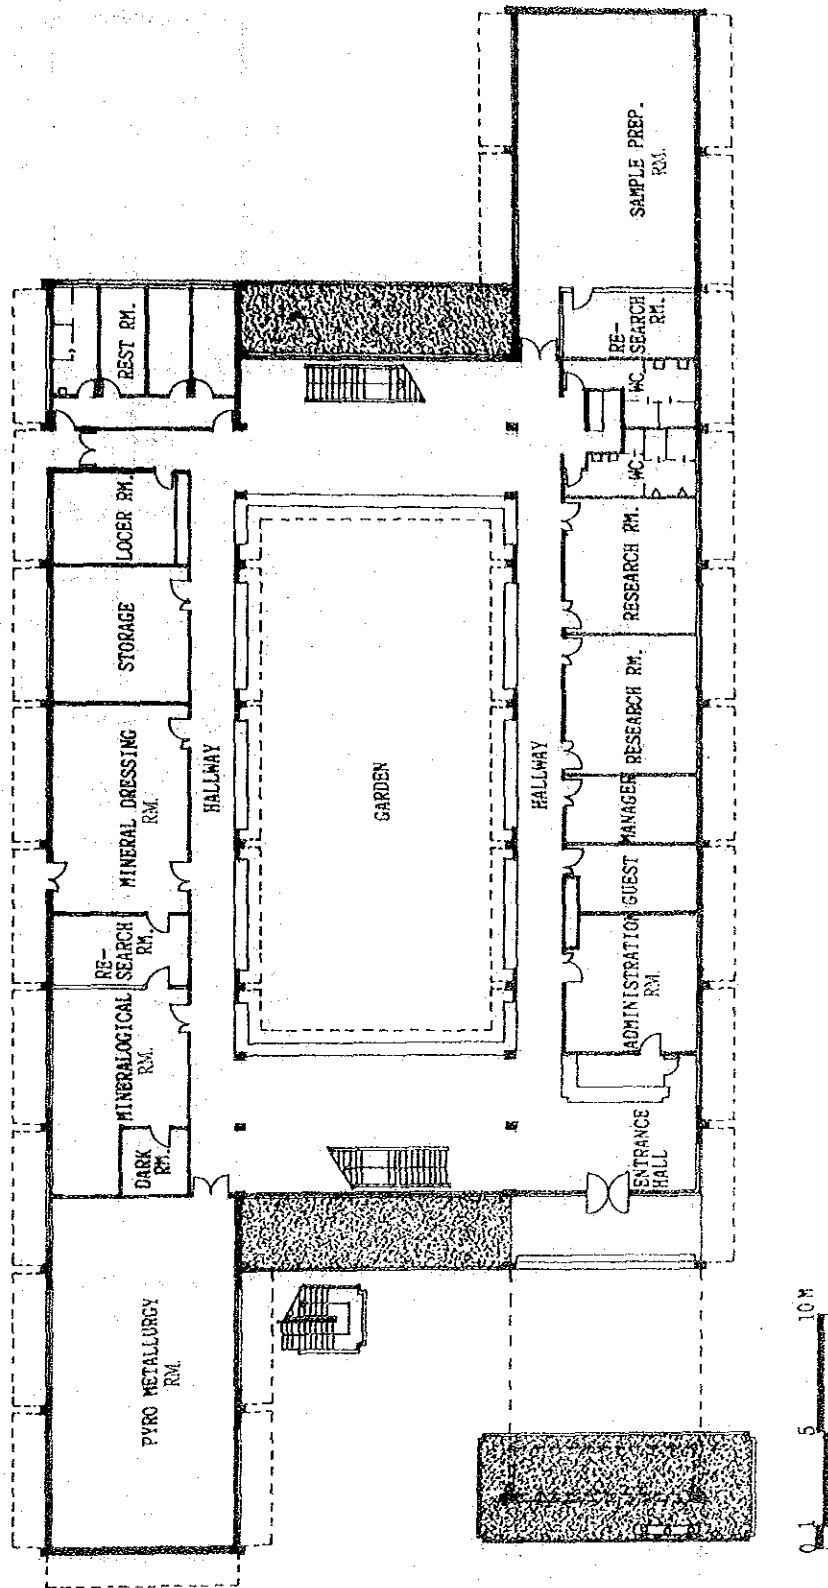 PYRO METALLURGY
RM.
DARK
RM.
MINERALOGICAL
RM.
RE-
SEARCH
RM.
MINERAL DRESSING
RM.
STORAGE
LOCER RM.
REST RM.
HALLWAY
GARDEN
HALLWAY
ENTRANCE
HALL
ADMINISTRATION
RM.
GUEST
MANAGER
RESEARCH RM.
RESEARCH RM.
WC
WC
RE-
SEARCH
RM.
SAMPLE PREP.
RM.
0 1 5 10 M